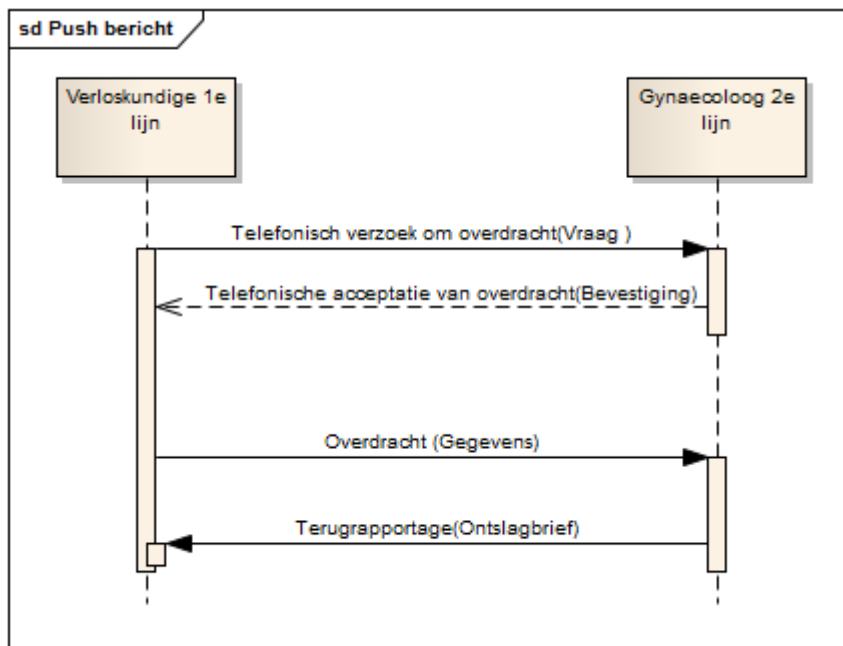 sd Push bericht
Verloskundige 1e
lijn
Gynaecoloog 2e
lijn
Telefonisch verzoek om overdracht(Vraag )
Telefonische acceptatie van overdracht(Bevestiging)
Overdracht (Gegevens)
Terugrapportage(Ontslagbrief)